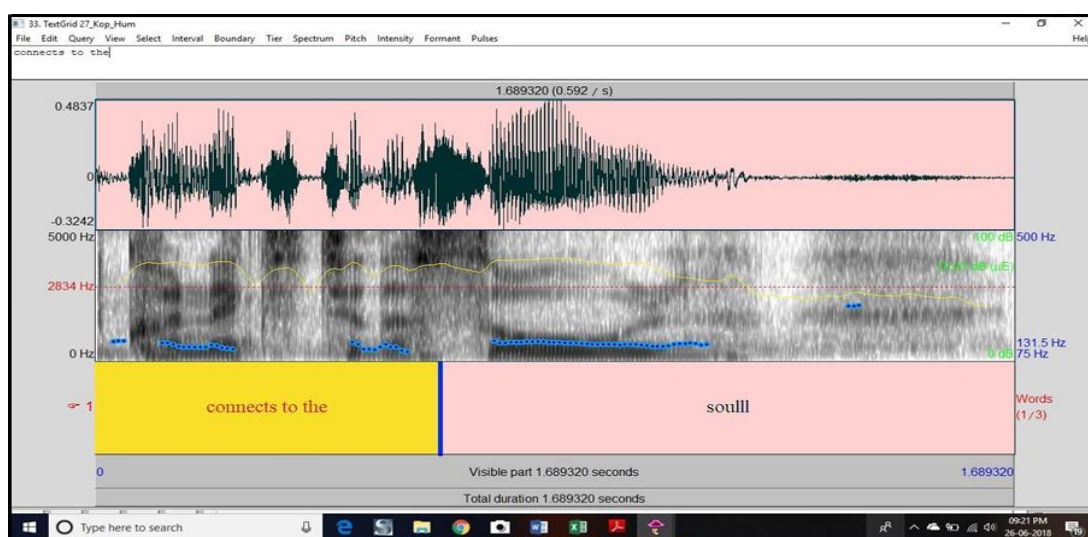 33. TextGrid 27_Kop_Hum
File Edit Query View Select Interval Boundary Tier Spectrum Pitch Intensity Formant Pulses Help
connects to the
1.689320 (0.592 / s)
0.4837
0
-0.3242
5000 Hz
100 dB 500 Hz
2834 Hz
0 Hz
131.5 Hz
0 dB 75 Hz
1
connects to the
soulll
Words
(1/3)
0
Visible part 1.689320 seconds
1.689320
Total duration 1.689320 seconds
Type here to search
09:21 PM
26-06-2018